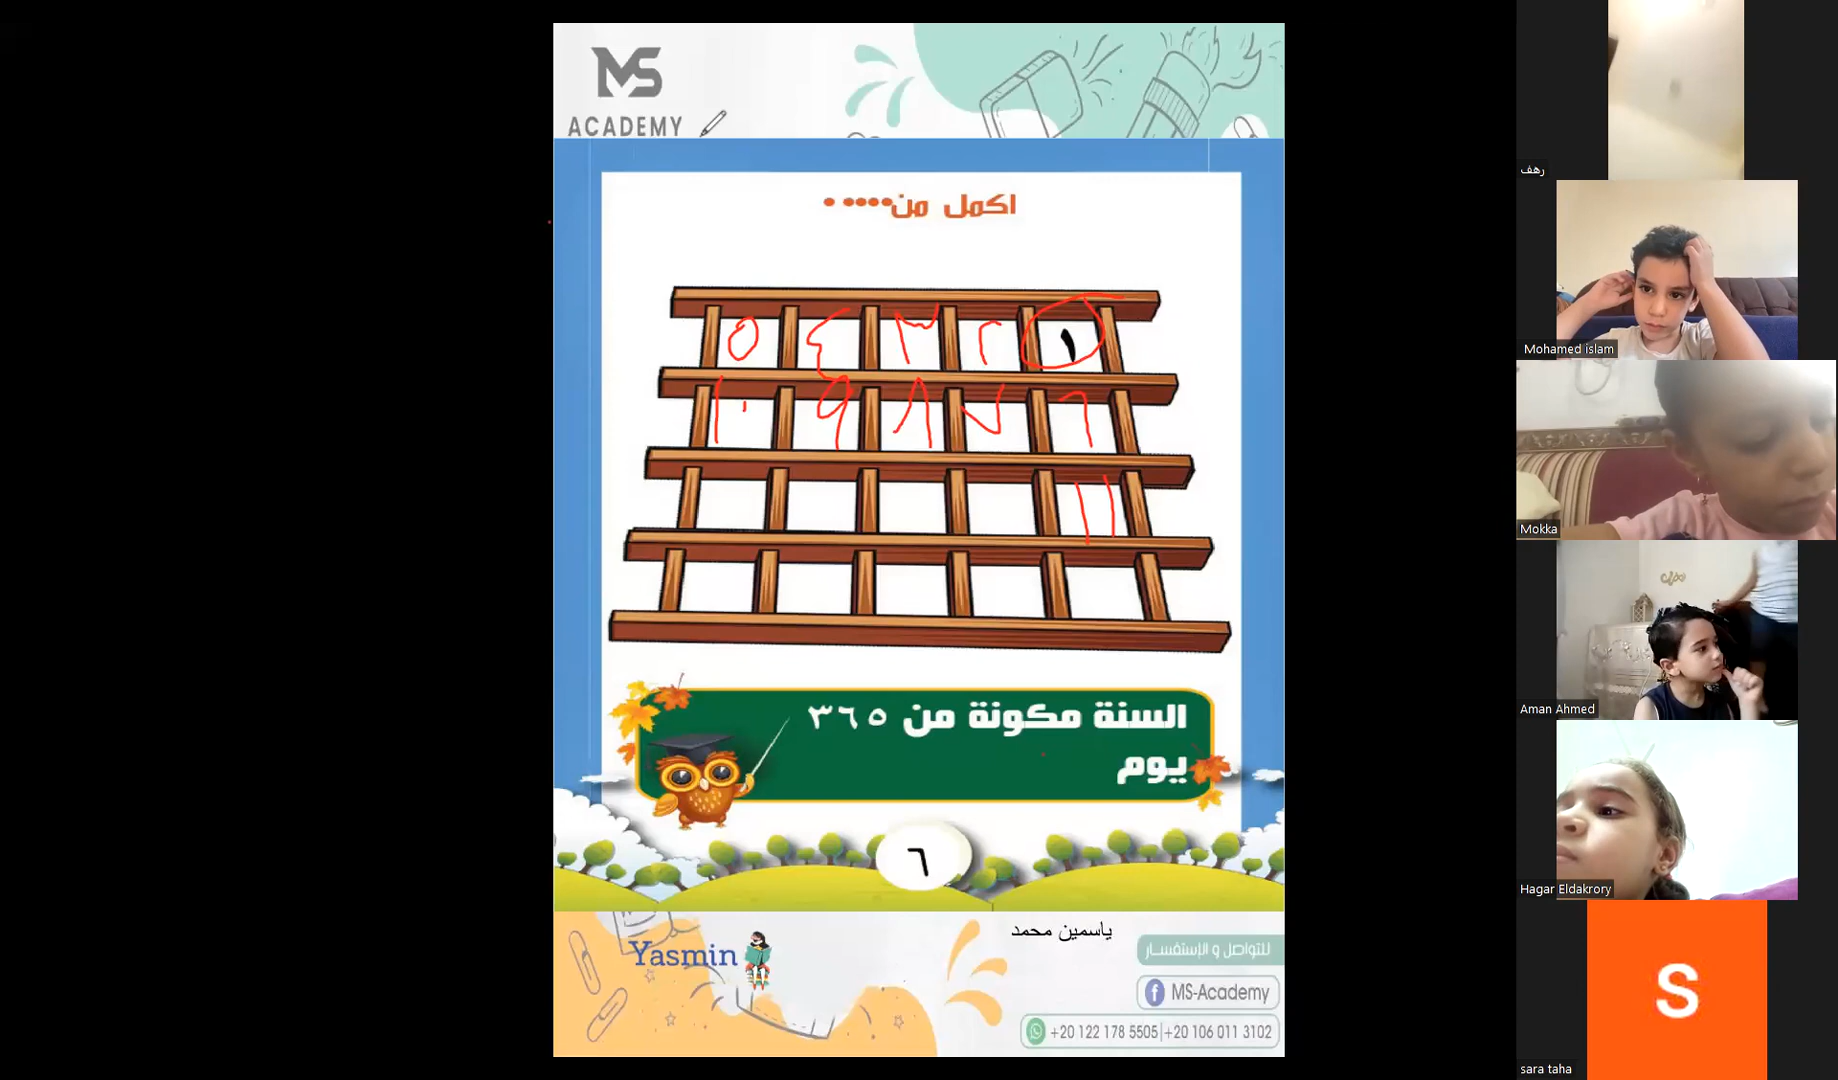 MS
ACADEMY
اكمل من•••• •
١ ٢ ٣ ٤ ٥
٦ ٧ ٨ ٩ ١٠
١١
السنة مكونة من ٣٦٥
يوم
٦
ياسمين محمد
Yasmin
للتواصل و الإستفسار
MS-Academy
+20 122 178 5505|+20 106 011 3102
رهف
Mohamed islam
Mokka
Aman Ahmed
Hagar Eldakrory
S
sara taha